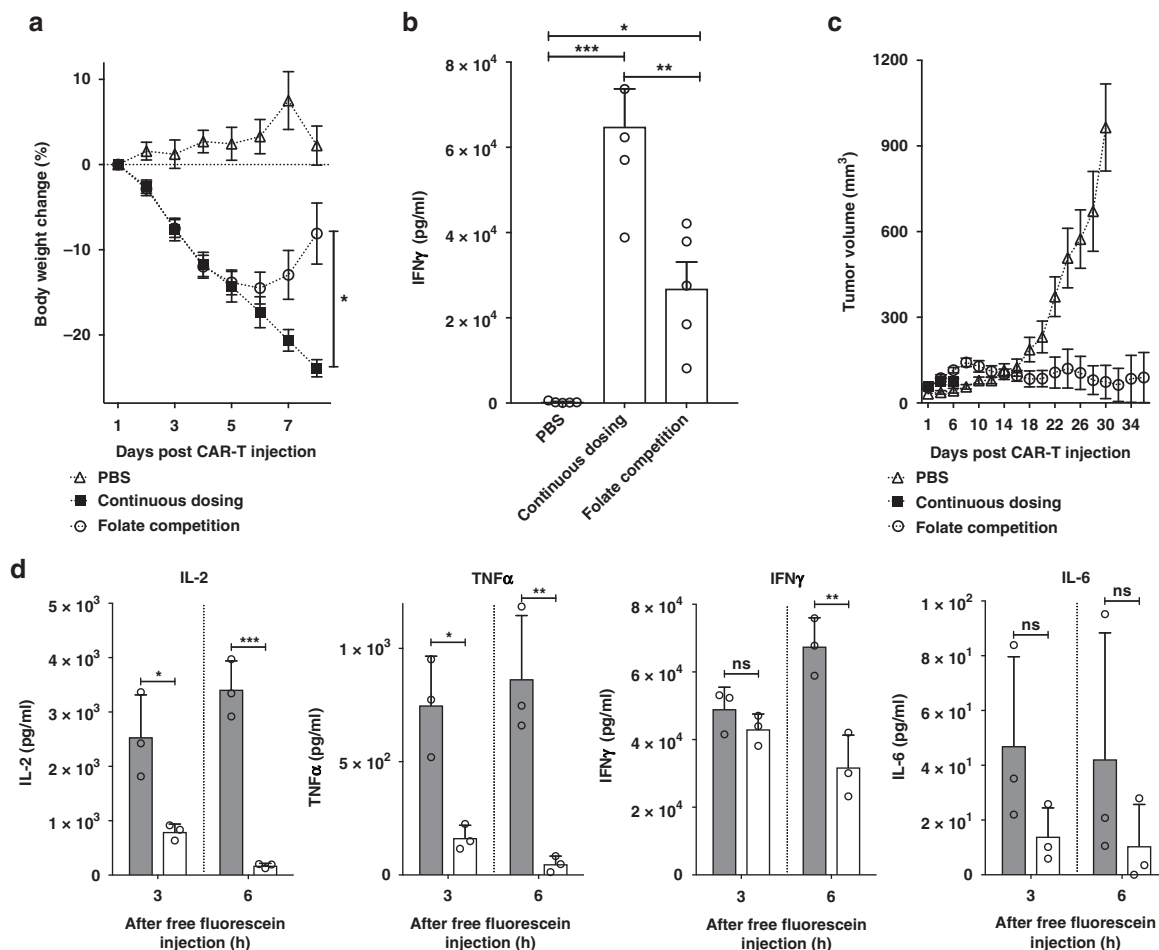 a
10
0
−10
−20
Body weight change (%)
1 3 5 7
Days post CAR-T injection
PBS
Continuous dosing
Folate competition
b
*
***
**
8 × 10⁴
6 × 10⁴
4 × 10⁴
2 × 10⁴
0
IFNγ (pg/ml)
PBS
Continuous dosing
Folate competition
c
1200
900
600
300
0
Tumor volume (mm³)
1 6 10 14 18 22 26 30 34
Days post CAR-T injection
PBS
Continuous dosing
Folate competition
*
d
IL-2
5 × 10³
4 × 10³
3 × 10³
2 × 10³
1 × 10³
0
IL-2 (pg/ml)
*
***
3 6
After free fluorescein
injection (h)
TNFα
1 × 10³
5 × 10²
0
TNFα (pg/ml)
*
**
3 6
After free fluorescein
injection (h)
IFNγ
8 × 10⁴
6 × 10⁴
4 × 10⁴
2 × 10⁴
0
IFNγ (pg/ml)
ns
**
3 6
After free fluorescein
injection (h)
IL-6
1 × 10²
8 × 10¹
6 × 10¹
4 × 10¹
2 × 10¹
0
IL-6 (pg/ml)
ns
ns
3 6
After free fluorescein
injection (h)